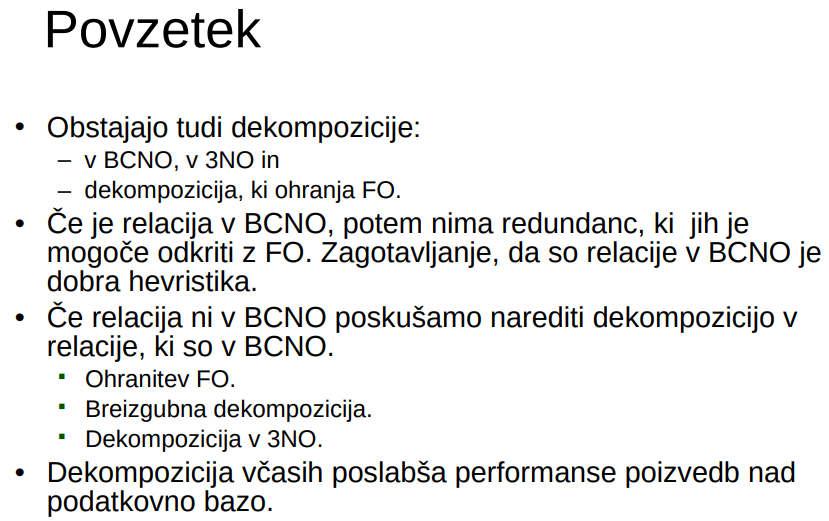 Povzetek
• Obstajajo tudi dekompozicije:
– v BCNO, v 3NO in
– dekompozicija, ki ohranja FO.
• Če je relacija v BCNO, potem nima redundanc, ki  jih je
mogoče odkriti z FO. Zagotavljanje, da so relacije v BCNO je
dobra hevristika.
• Če relacija ni v BCNO poskušamo narediti dekompozicijo v
relacije, ki so v BCNO.
▪ Ohranitev FO.
▪ Breizgubna dekompozicija.
▪ Dekompozicija v 3NO.
• Dekompozicija včasih poslabša performanse poizvedb nad
podatkovno bazo.